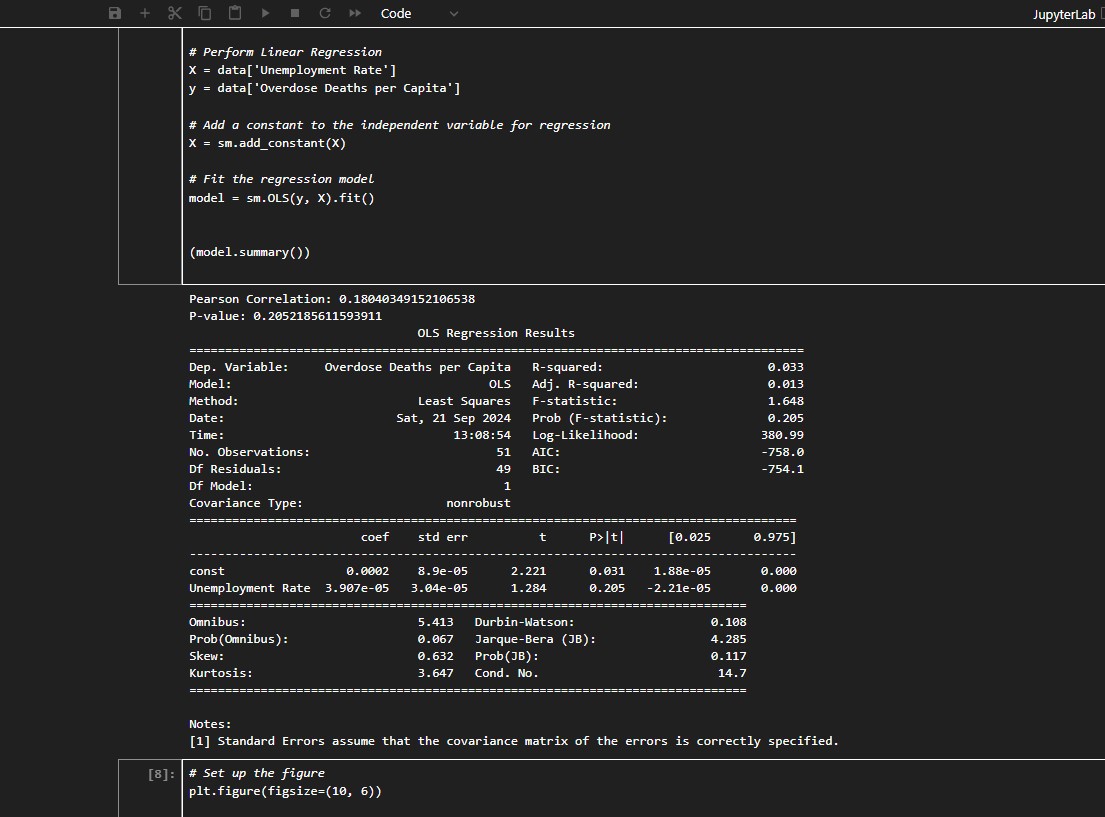 Code
JupyterLab
# Perform Linear Regression
X = data['Unemployment Rate']
y = data['Overdose Deaths per Capita']
# Add a constant to the independent variable for regression
X = sm.add_constant(X)
# Fit the regression model
model = sm.OLS(y, X).fit()
(model.summary())
Pearson Correlation: 0.18040349152106538
P-value: 0.2052185611593911
OLS Regression Results
==============================================================================
Dep. Variable: Overdose Deaths per Capita R-squared: 0.033
Model: OLS Adj. R-squared: 0.013
Method: Least Squares F-statistic: 1.648
Date: Sat, 21 Sep 2024 Prob (F-statistic): 0.205
Time: 13:08:54 Log-Likelihood: 380.99
No. Observations: 51 AIC: -758.0
Df Residuals: 49 BIC: -754.1
Df Model: 1
Covariance Type: nonrobust
==============================================================================
coef std err t P>|t| [0.025 0.975]
------------------------------------------------------------------------------
const 0.0002 8.9e-05 2.221 0.031 1.88e-05 0.000
Unemployment Rate 3.907e-05 3.04e-05 1.284 0.205 -2.21e-05 0.000
==============================================================================
Omnibus: 5.413 Durbin-Watson: 0.108
Prob(Omnibus): 0.067 Jarque-Bera (JB): 4.285
Skew: 0.632 Prob(JB): 0.117
Kurtosis: 3.647 Cond. No. 14.7
==============================================================================
Notes:
[1] Standard Errors assume that the covariance matrix of the errors is correctly specified.
[8]: # Set up the figure
plt.figure(figsize=(10, 6))